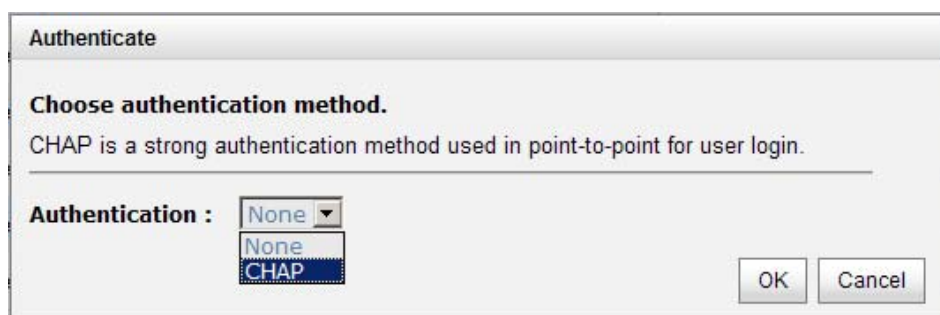 Authenticate
Choose authentication method.
CHAP is a strong authentication method used in point-to-point for user login.
Authentication : None
None
CHAP
OK Cancel